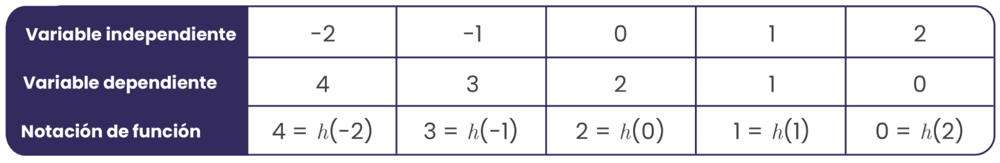 Variable independiente -2 -1 0 1 2
Variable dependiente 4 3 2 1 0
Notación de función 4 = h(-2) 3 = h(-1) 2 = h(0) 1 = h(1) 0 = h(2)